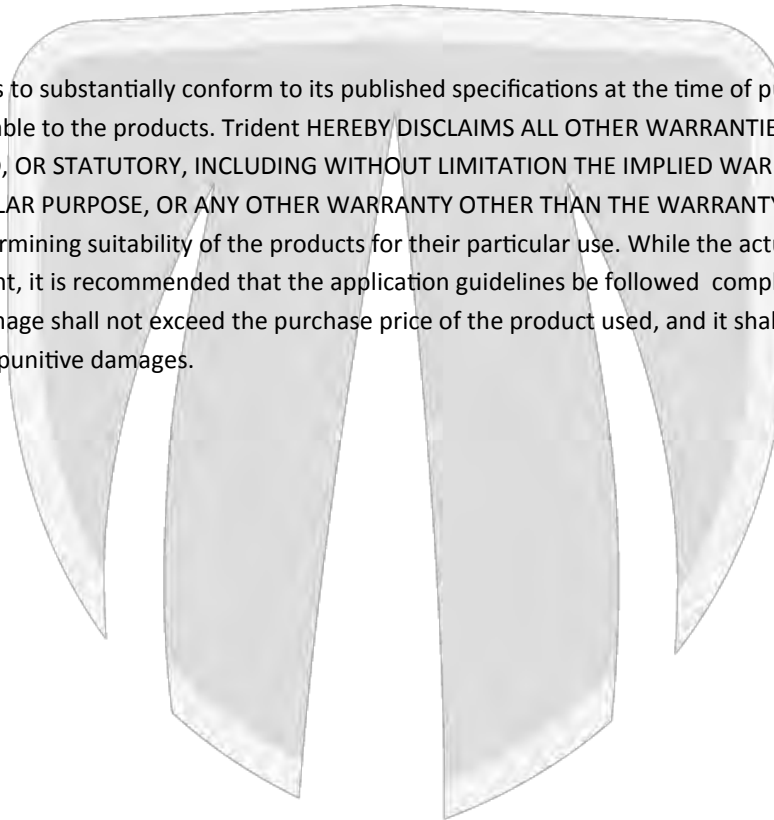 s to substantially conform to its published specifications at the time of p
able to the products. Trident HEREBY DISCLAIMS ALL OTHER WARRANTIE
, OR STATUTORY, INCLUDING WITHOUT LIMITATION THE IMPLIED WAR
LAR PURPOSE, OR ANY OTHER WARRANTY OTHER THAN THE WARRANTY
rmining suitability of the products for their particular use. While the actu
nt, it is recommended that the application guidelines be followed comp
mage shall not exceed the purchase price of the product used, and it shal
punitive damages.